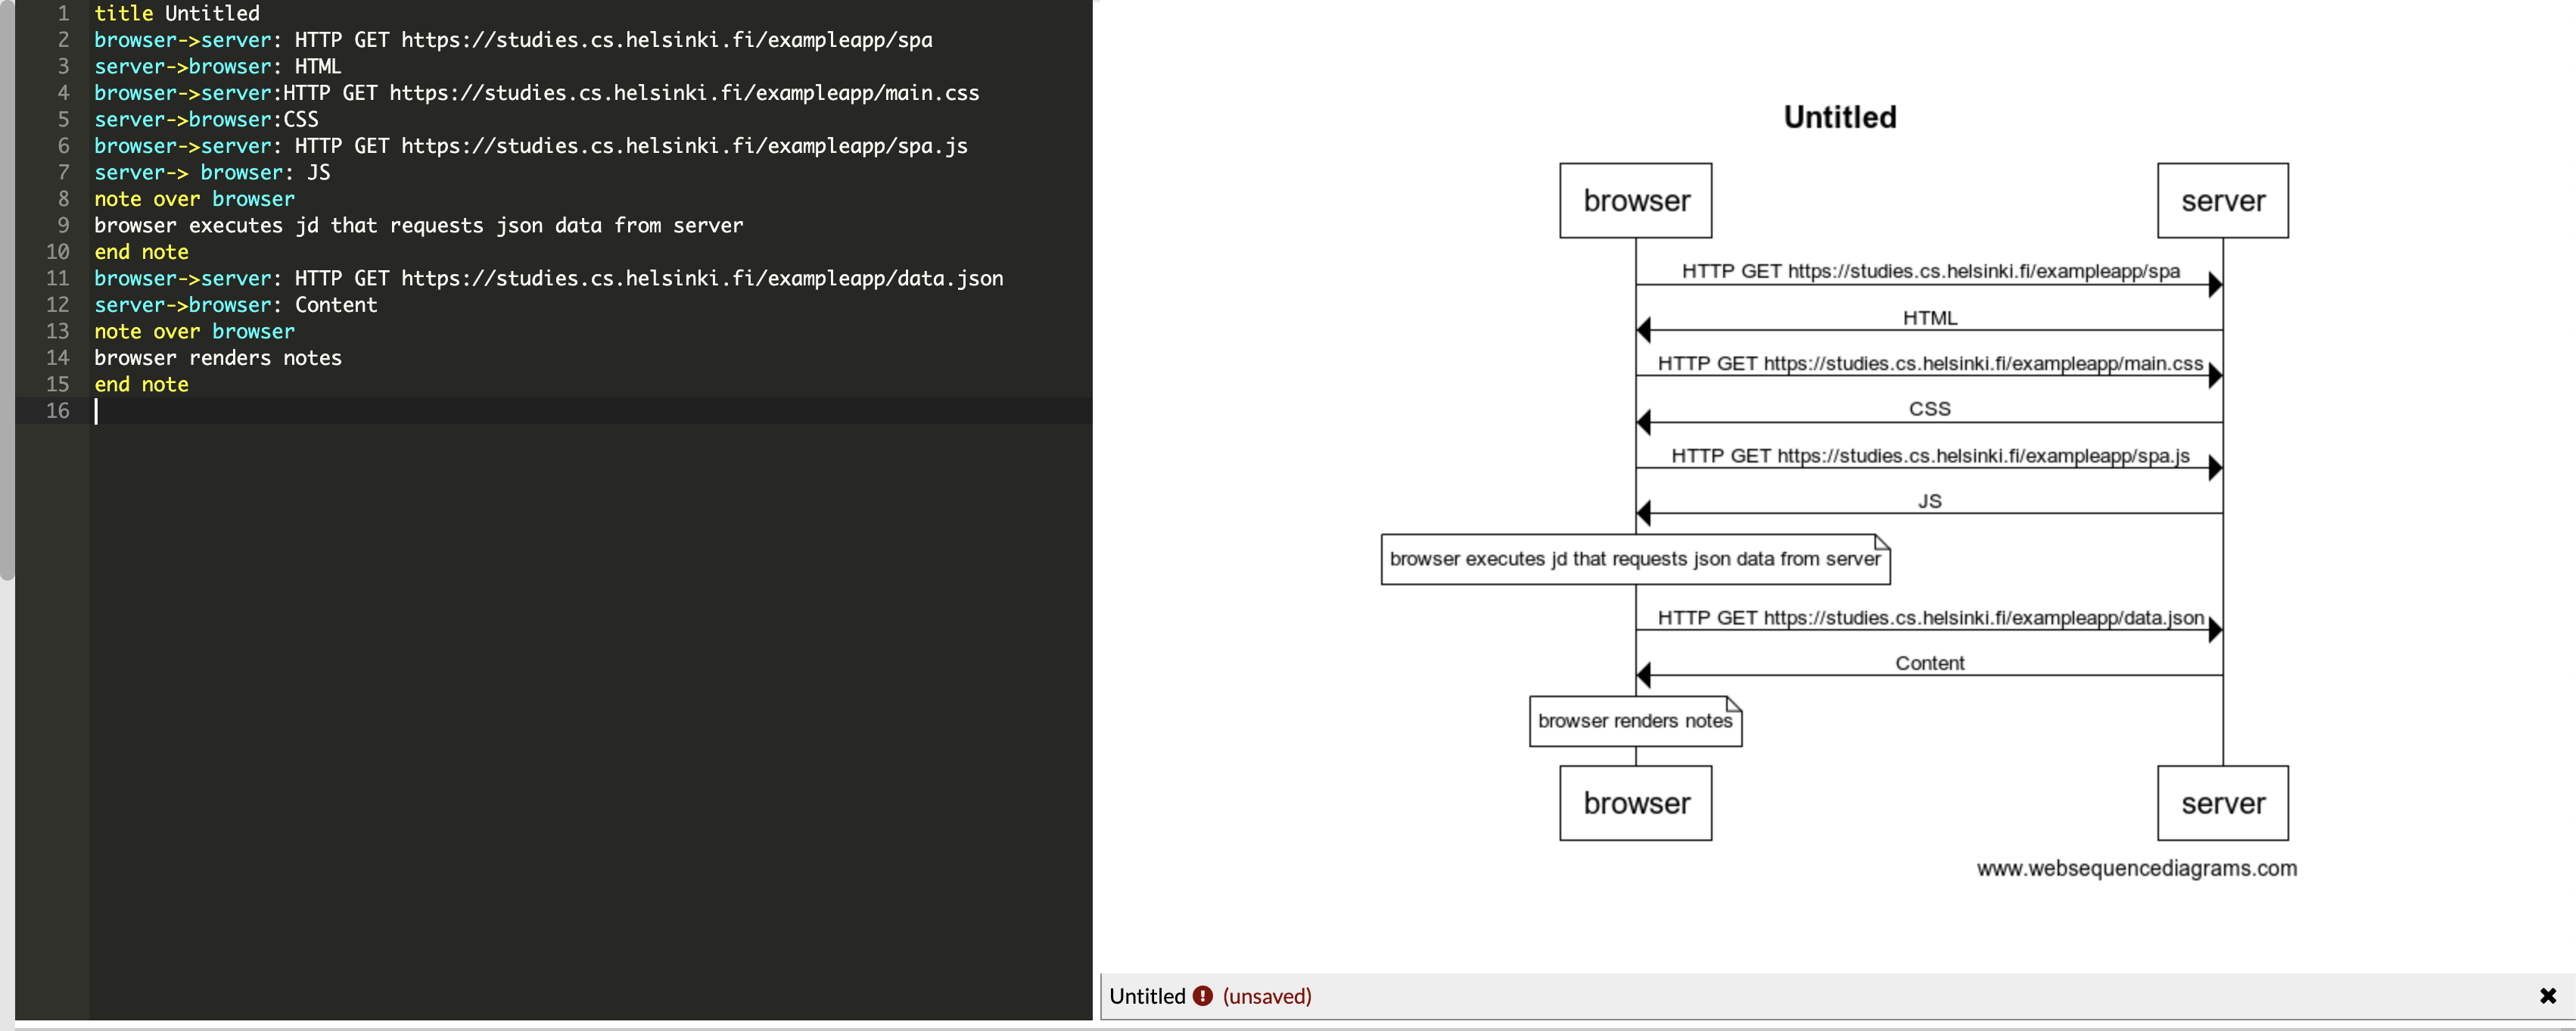 1 title Untitled
2 browser->server: HTTP GET https://studies.cs.helsinki.fi/exampleapp/spa
3 server->browser: HTML
4 browser->server:HTTP GET https://studies.cs.helsinki.fi/exampleapp/main.css
5 server->browser:CSS
6 browser->server: HTTP GET https://studies.cs.helsinki.fi/exampleapp/spa.js
7 server-> browser: JS
8 note over browser
9 browser executes jd that requests json data from server
10 end note
11 browser->server: HTTP GET https://studies.cs.helsinki.fi/exampleapp/data.json
12 server->browser: Content
13 note over browser
14 browser renders notes
15 end note
16
Untitled
browser server
HTTP GET https://studies.cs.helsinki.fi/exampleapp/spa
HTML
HTTP GET https://studies.cs.helsinki.fi/exampleapp/main.css
CSS
HTTP GET https://studies.cs.helsinki.fi/exampleapp/spa.js
JS
browser executes jd that requests json data from server
HTTP GET https://studies.cs.helsinki.fi/exampleapp/data.json
Content
browser renders notes
browser server
www.websequencediagrams.com
Untitled (unsaved)